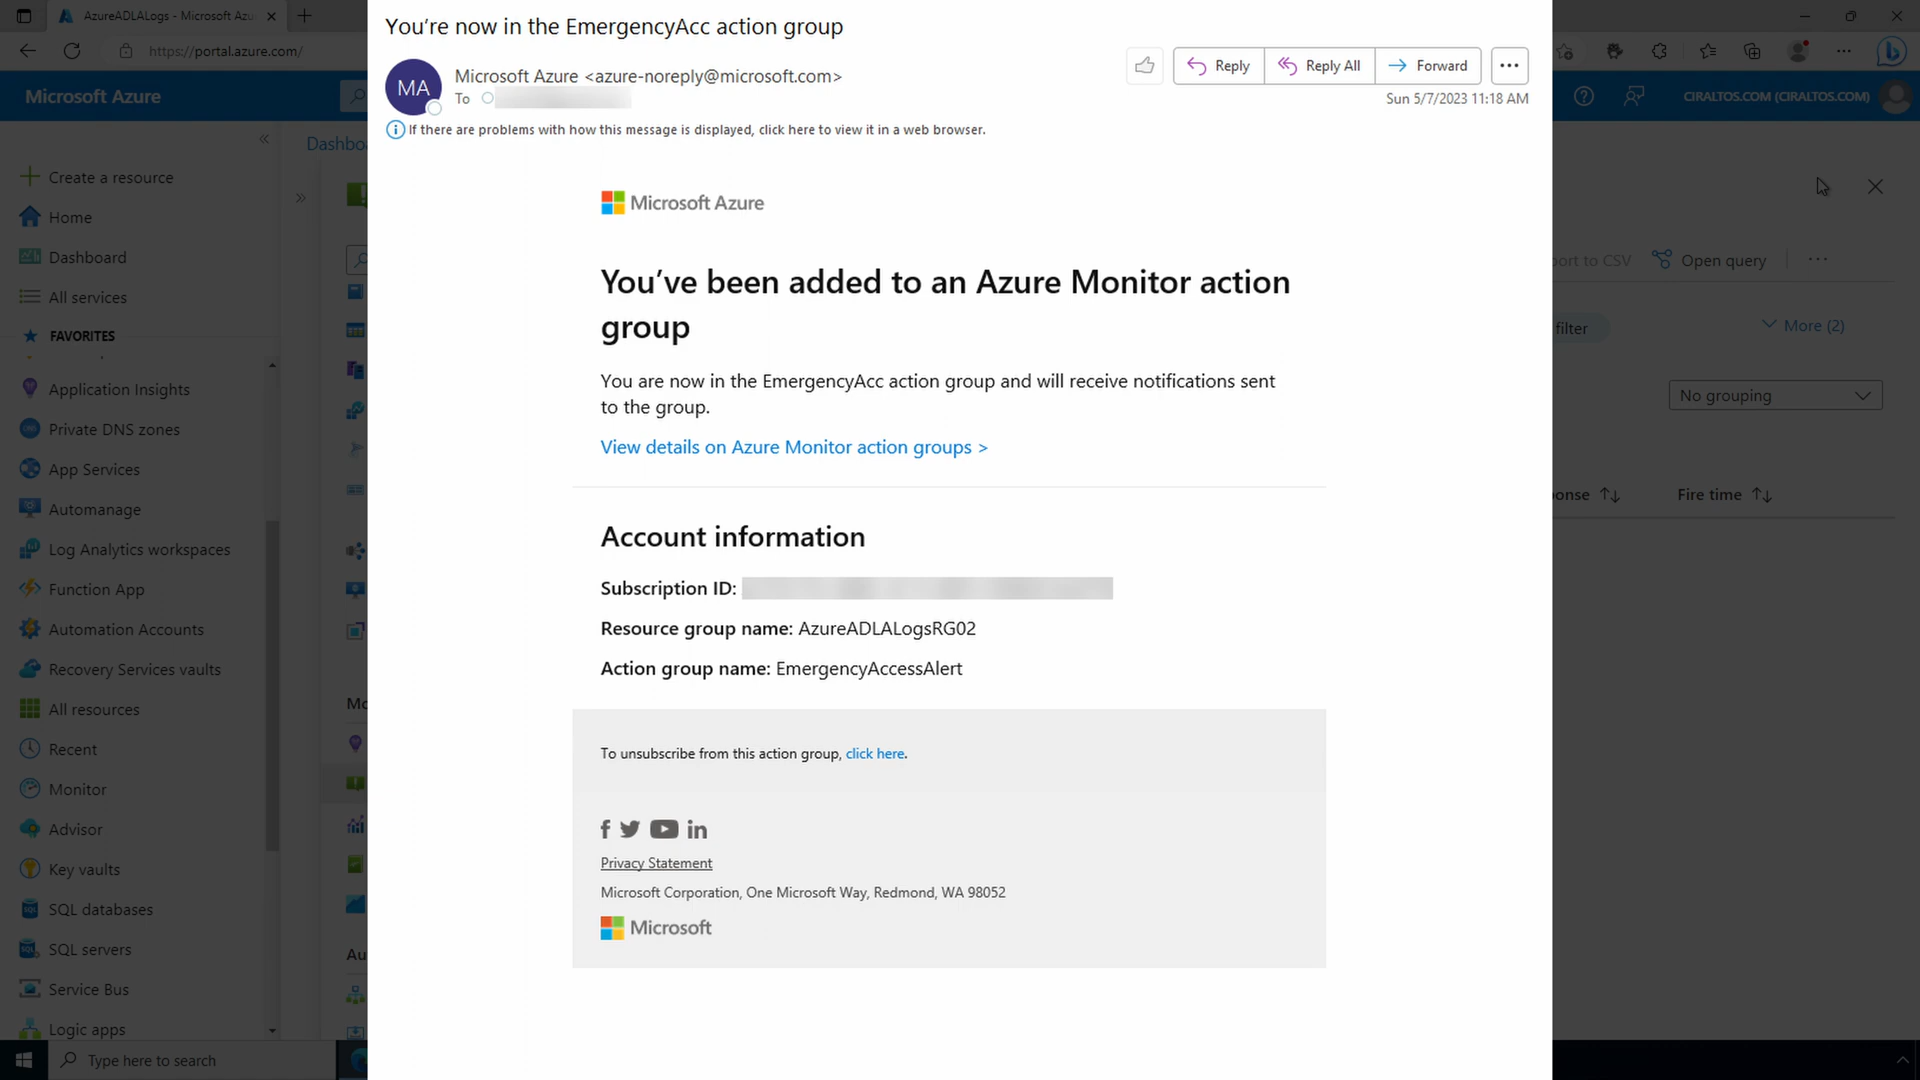 AzureADLALogs - Microsoft Azu
https://portal.azure.com/
Microsoft Azure
CIRALTOS.COM (CIRALTOS.COM)
Create a resource
Home
Dashboard
All services
FAVORITES
Application Insights
Private DNS zones
App Services
Automanage
Log Analytics workspaces
Function App
Automation Accounts
Recovery Services vaults
All resources
Recent
Monitor
Advisor
Key vaults
SQL databases
SQL servers
Service Bus
Logic apps
Type here to search
Dashbo
Mo
Au
You're now in the EmergencyAcc action group
MA
Microsoft Azure <azure-noreply@microsoft.com>
To
Reply
Reply All
Forward
Sun 5/7/2023 11:18 AM
If there are problems with how this message is displayed, click here to view it in a web browser.
Microsoft Azure
You've been added to an Azure Monitor action
group
You are now in the EmergencyAcc action group and will receive notifications sent
to the group.
View details on Azure Monitor action groups >
Account information
Subscription ID:
Resource group name: AzureADLALogsRG02
Action group name: EmergencyAccessAlert
To unsubscribe from this action group, click here.
Privacy Statement
Microsoft Corporation, One Microsoft Way, Redmond, WA 98052
Microsoft
port to CSV
Open query
filter
More (2)
No grouping
ponse
Fire time